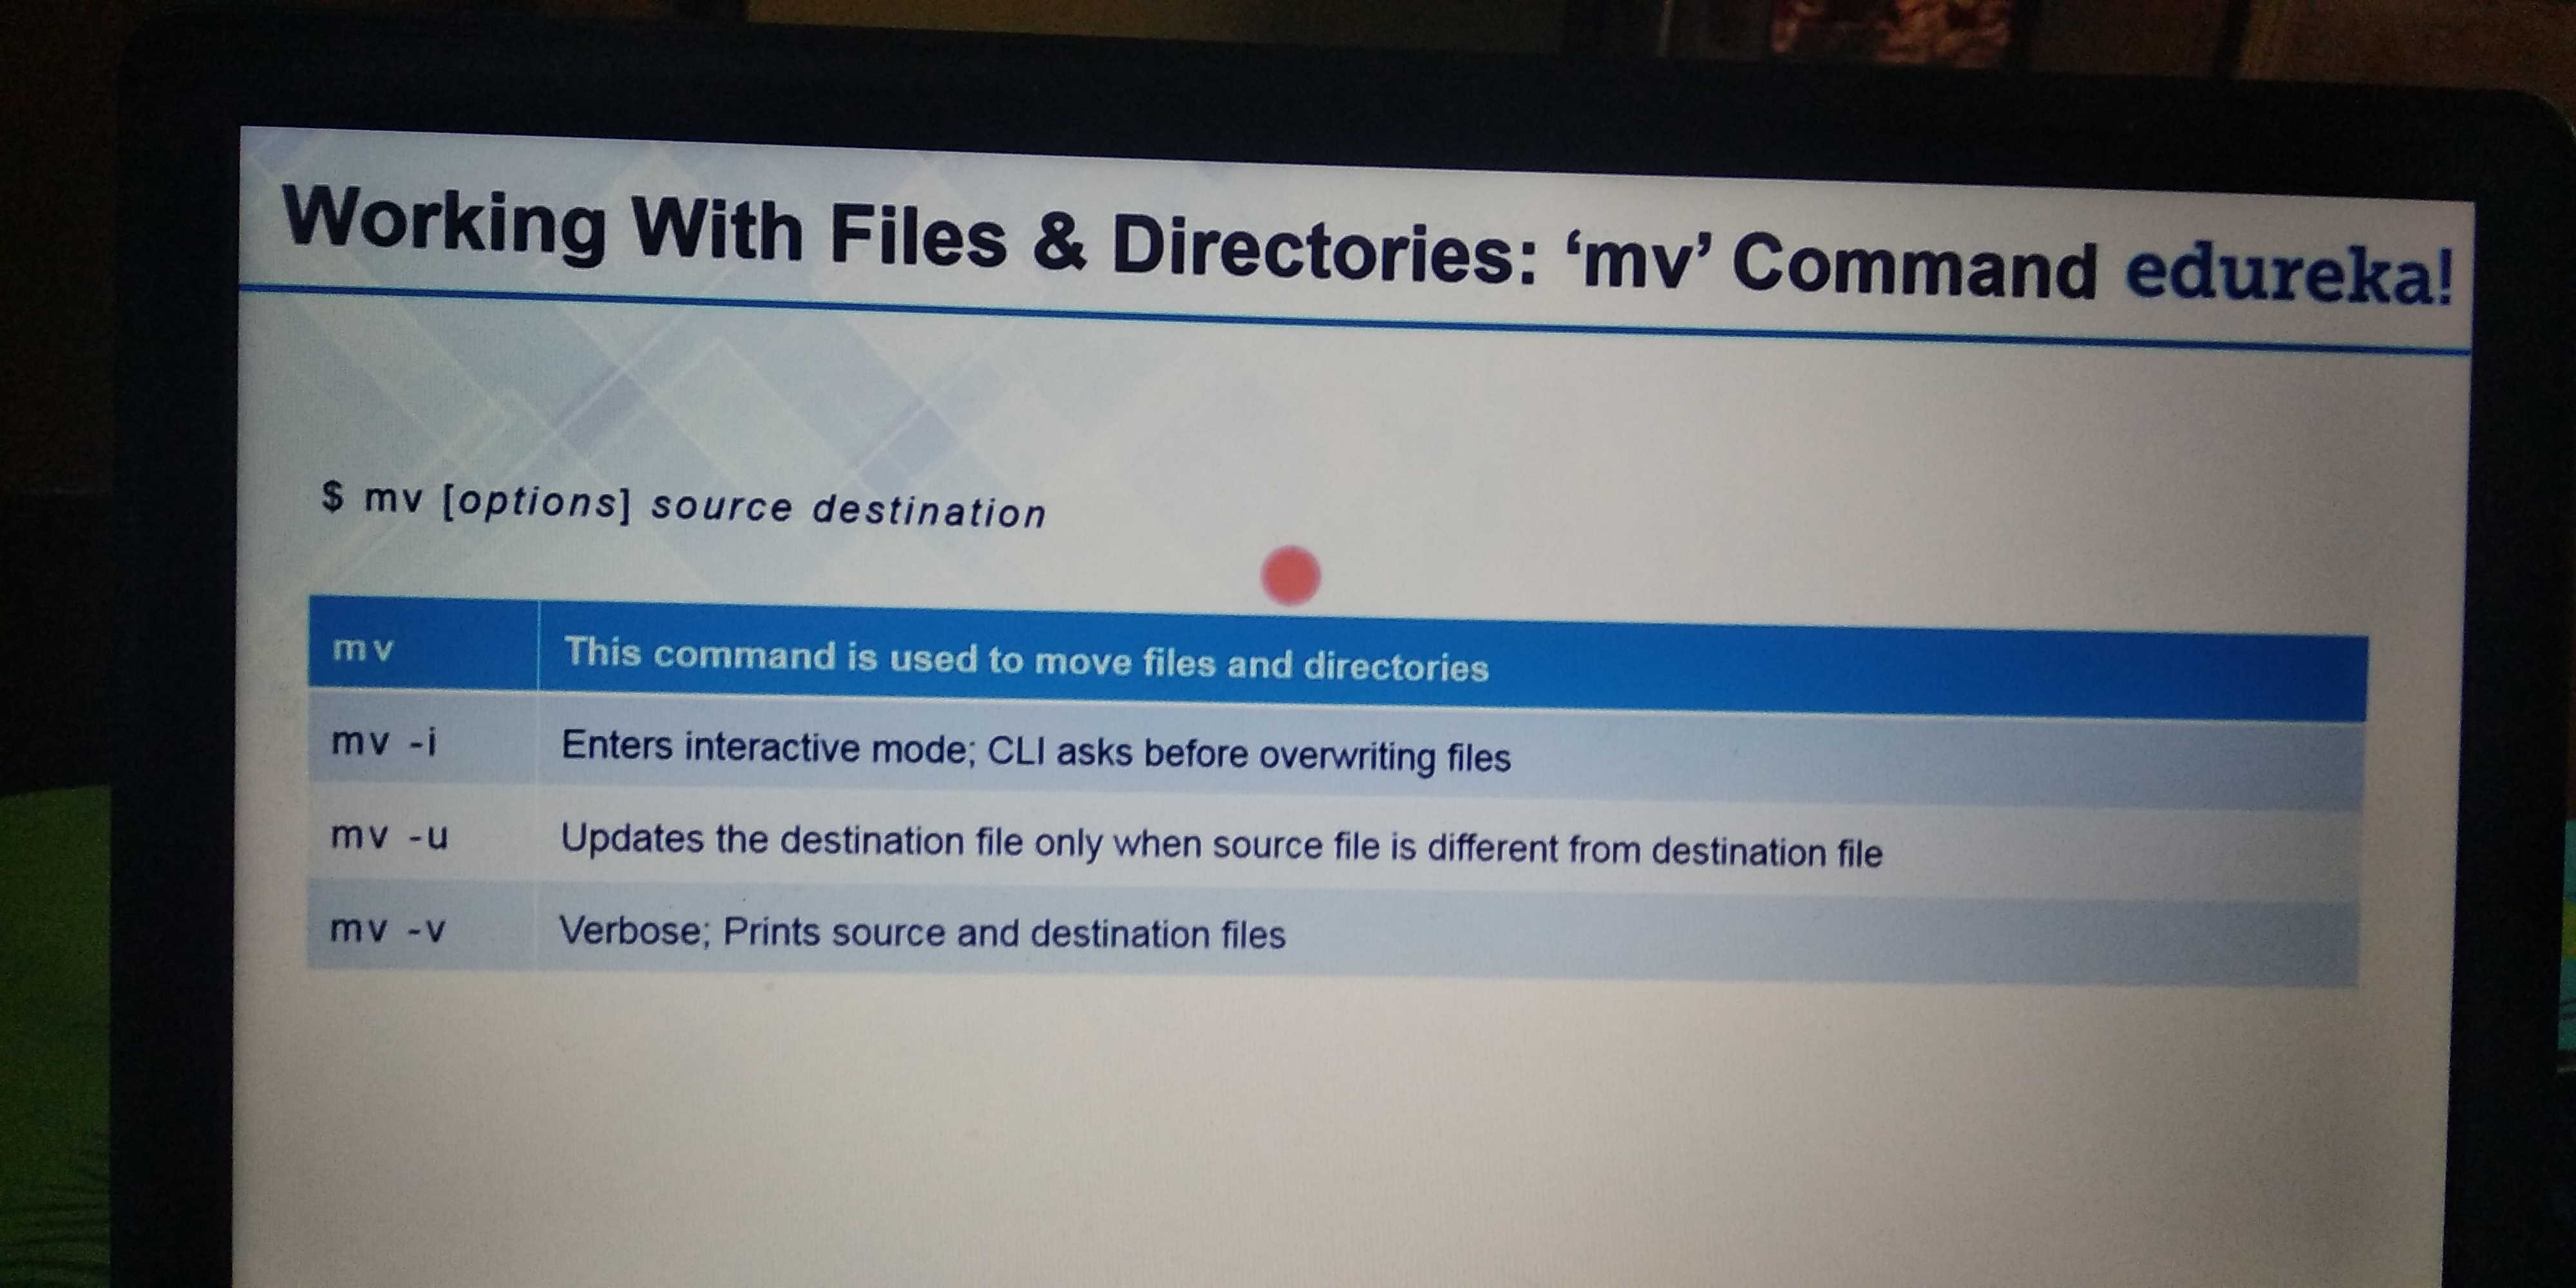 Working With Files & Directories: ‘mv’ Command edureka!
$ mv [options] source destination
mv This command is used to move files and directories
mv -i Enters interactive mode; CLI asks before overwriting files
mv -u Updates the destination file only when source file is different from destination file
mv -v Verbose; Prints source and destination files